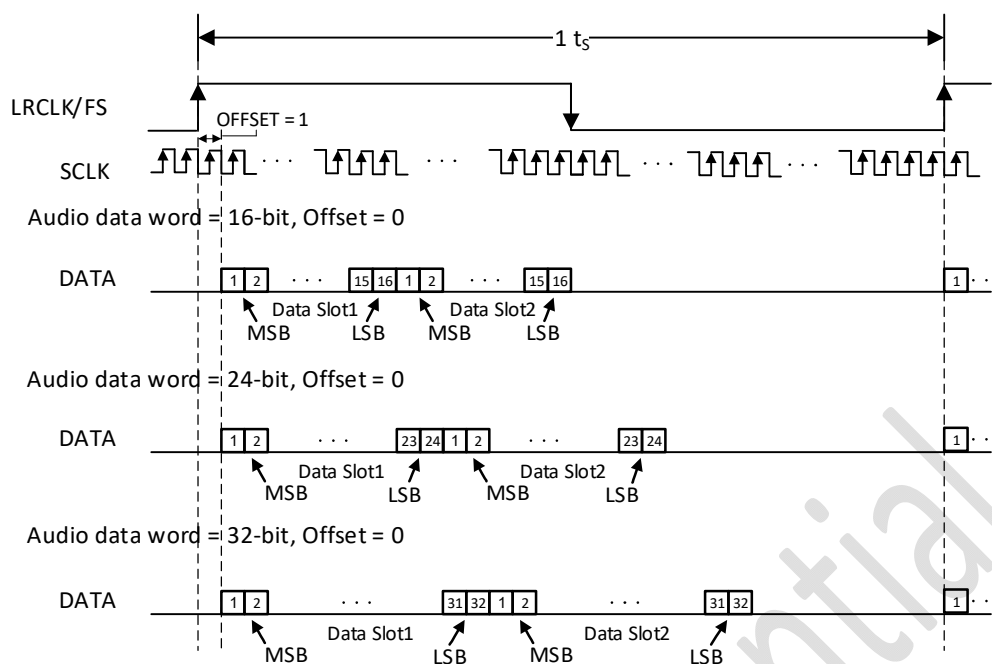 1 tS
LRCLK/FS
OFFSET = 1
SCLK
Audio data word = 16-bit, Offset = 0
DATA 1 2 · · · 15 16 1 2 · · · 15 16 1 · ·
Data Slot1 Data Slot2
MSB LSB MSB LSB
Audio data word = 24-bit, Offset = 0
DATA 1 2 · · · 23 24 1 2 · · · 23 24 1 · ·
Data Slot1 Data Slot2
MSB LSB MSB LSB
Audio data word = 32-bit, Offset = 0
DATA 1 2 · · · 31 32 1 2 · · · 31 32 1 · ·
Data Slot1 Data Slot2
MSB LSB MSB LSB